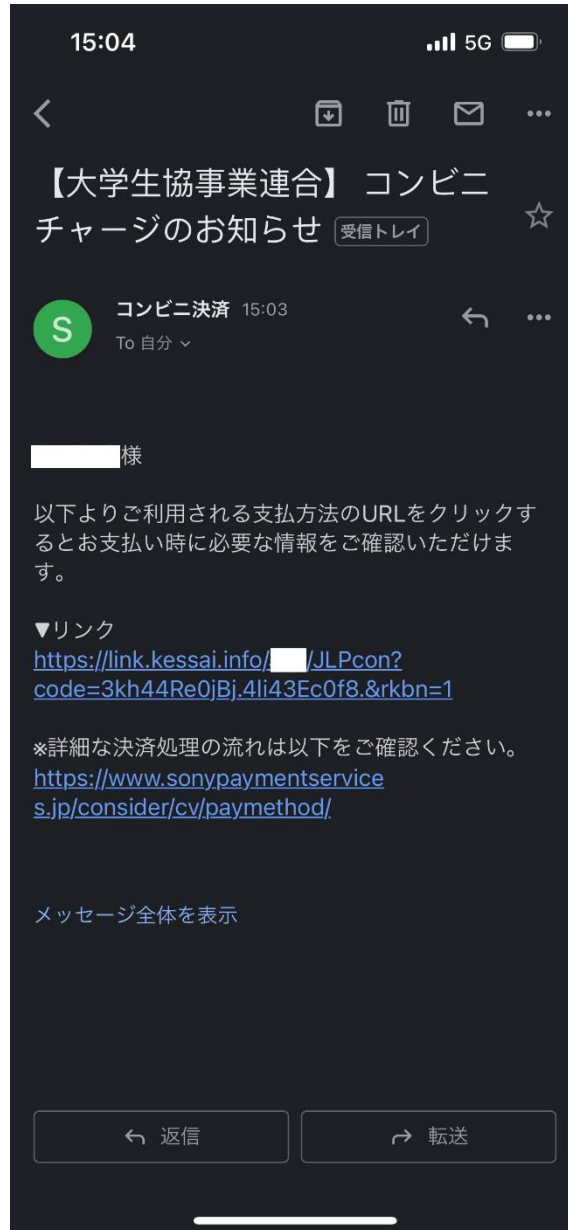 15:04
5G
【大学生協事業連合】 コンビニ
チャージのお知らせ 受信トレイ
S
コンビニ決済 15:03
To 自分
様
以下よりご利用される支払方法のURLをクリックす
るとお支払い時に必要な情報をご確認いただけま
す。
▼リンク
https://link.kessai.info/ /JLPcon?
code=3kh44Re0jBj.4li43Ec0f8.&rkbn=1
※詳細な決済処理の流れは以下をご確認ください。
https://www.sonypaymentservice
s.jp/consider/cv/paymethod/
メッセージ全体を表示
返信
転送